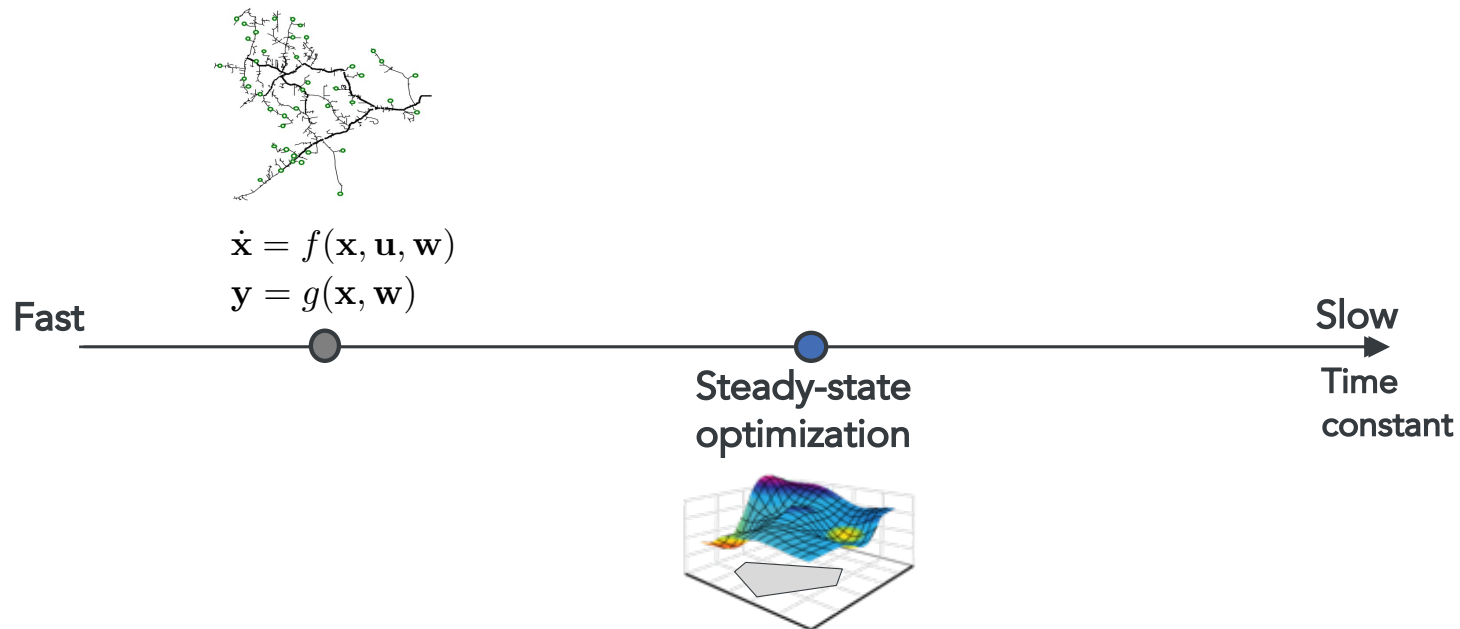 ẋ = f(x, u, w)
y = g(x, w)
Fast
Slow
Steady-state
optimization
Time
constant